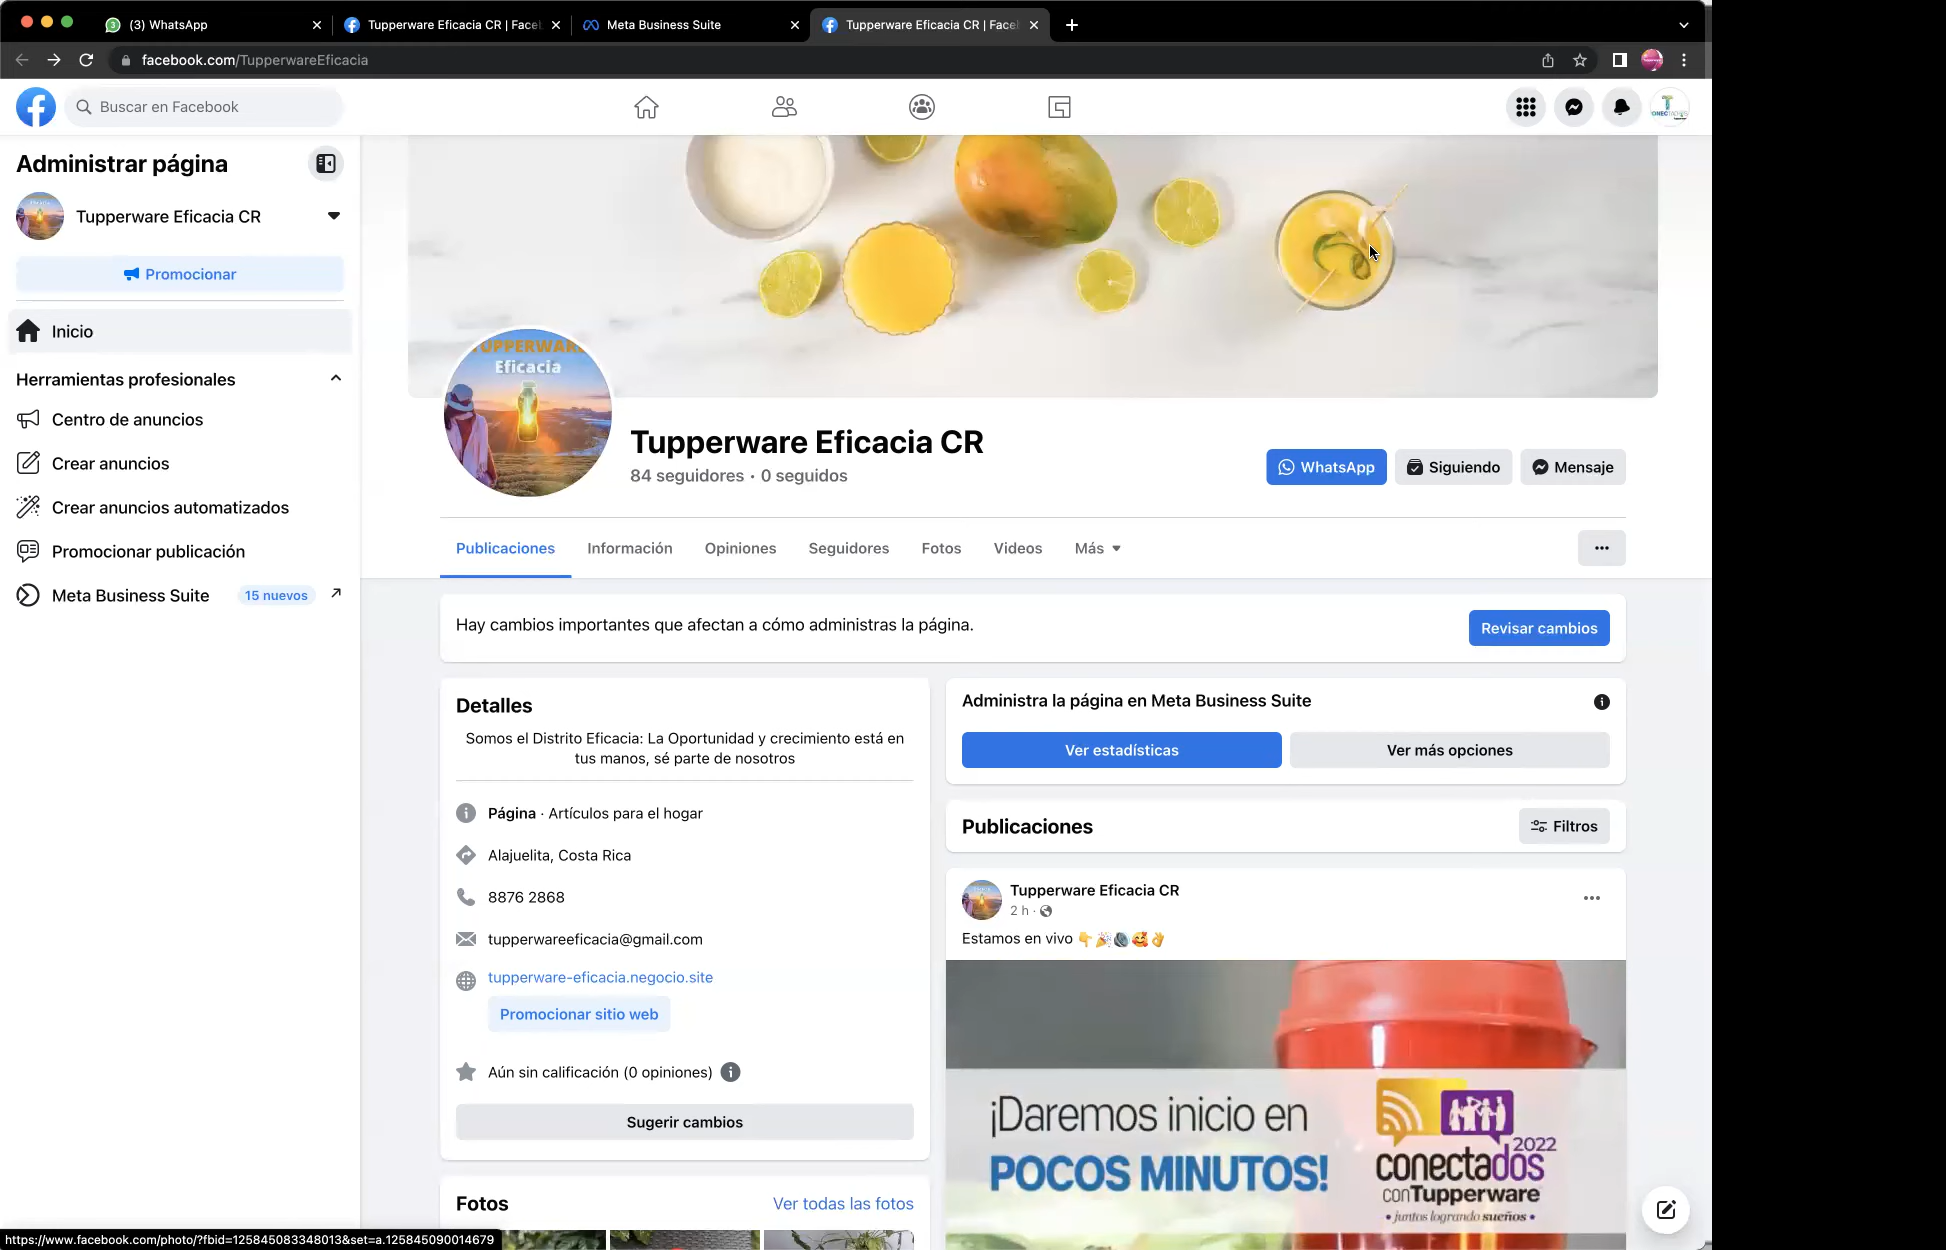 (3) WhatsApp
Tupperware Eficacia CR | Face
Meta Business Suite
Tupperware Eficacia CR | Face
facebook.com/TupperwareEficacia
Buscar en Facebook
Administrar página
Tupperware Eficacia CR
Promocionar
Inicio
Herramientas profesionales
Centro de anuncios
Crear anuncios
Crear anuncios automatizados
Promocionar publicación
Meta Business Suite
15 nuevos
TUPPERWARE
Eficacia
Tupperware Eficacia CR
84 seguidores · 0 seguidos
WhatsApp
Siguiendo
Mensaje
Publicaciones
Información
Opiniones
Seguidores
Fotos
Videos
Más
Hay cambios importantes que afectan a cómo administras la página.
Revisar cambios
Detalles
Somos el Distrito Eficacia: La Oportunidad y crecimiento está en
tus manos, sé parte de nosotros
Página · Artículos para el hogar
Alajuelita, Costa Rica
8876 2868
tupperwareeficacia@gmail.com
tupperware-eficacia.negocio.site
Promocionar sitio web
Aún sin calificación (0 opiniones)
Sugerir cambios
Fotos
Ver todas las fotos
Administra la página en Meta Business Suite
Ver estadísticas
Ver más opciones
Publicaciones
Filtros
Tupperware Eficacia CR
2 h ·
Estamos en vivo
¡Daremos inicio en
POCOS MINUTOS!
2022
conectados
conTupperware
• juntos logrando sueños •
https://www.facebook.com/photo/?fbid=125845083348013&set=a.125845090014679